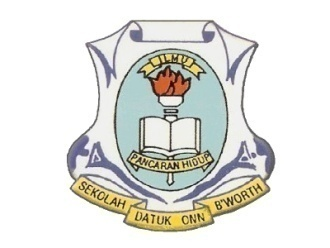 ILMU
PANCARAN HIDUP
SEKOLAH DATUK ONN B'WORTH